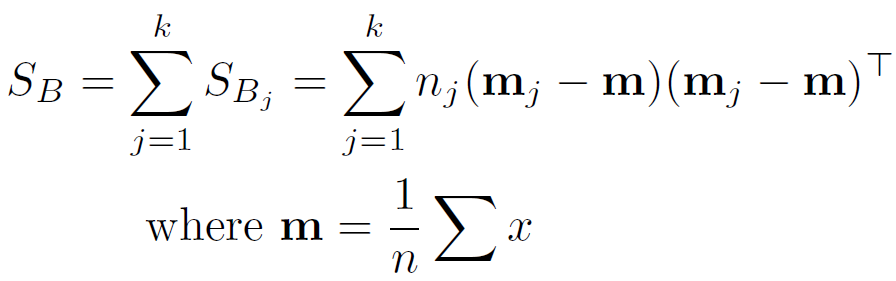 S_B = \sum_{j=1}^{k} S_{B_j} = \sum_{j=1}^{k} n_j(\mathbf{m}_j - \mathbf{m})(\mathbf{m}_j - \mathbf{m})^\top
where \mathbf{m} = \frac{1}{n} \sum x